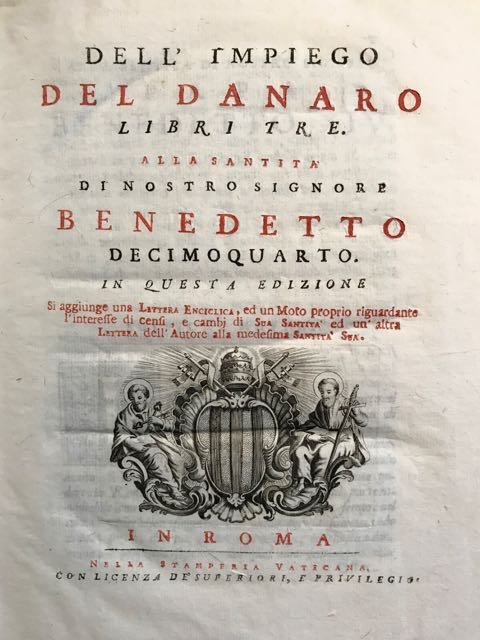 DELL' IMPIEGO
DEL DANARO
LIBRI TRE.
ALLA SANTITA'
DI NOSTRO SIGNORE
BENEDETTO
DECIMOQUARTO.
IN QUESTA EDIZIONE
Si aggiunge una LETTERA ENCICLICA, ed un Moto proprio riguardante
l'interesse di censi, e cambi di SUA SANTITA' ed un' altra
LETTERA dell'Autore alla medesima SANTITA' SUA.
IN ROMA
NELLA STAMPERIA VATICANA,
CON LICENZA DE' SUPERIORI, E PRIVILEGIO.